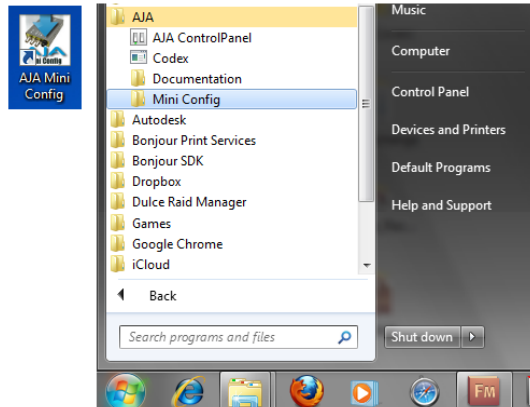 AJA Mini
Config
AJA
AJA ControlPanel
Codex
Documentation
Mini Config
Autodesk
Bonjour Print Services
Bonjour SDK
Dropbox
Dulce Raid Manager
Games
Google Chrome
iCloud
Back
Search programs and files
Music
Computer
Control Panel
Devices and Printers
Default Programs
Help and Support
Shut down
FM